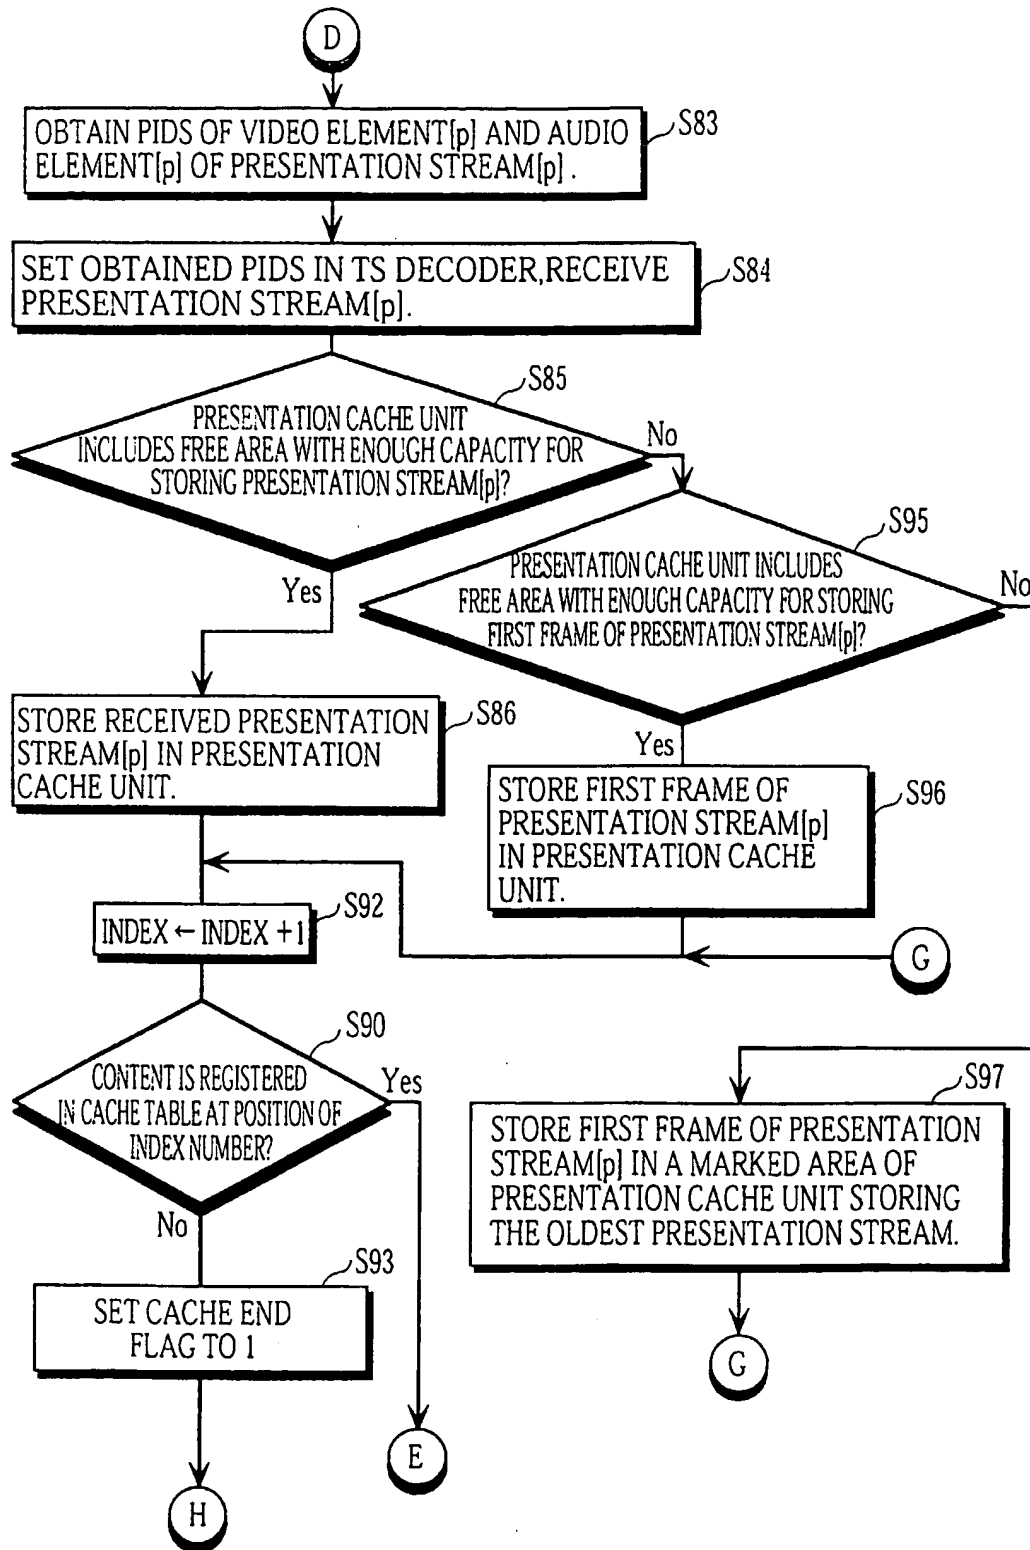 D
S83
OBTAIN PIDS OF VIDEO ELEMENT[p] AND AUDIO
ELEMENT[p] OF PRESENTATION STREAM[p] .
S84
SET OBTAINED PIDS IN TS DECODER,RECEIVE
PRESENTATION STREAM[p].
S85
PRESENTATION CACHE UNIT
INCLUDES FREE AREA WITH ENOUGH CAPACITY FOR
STORING PRESENTATION STREAM[p]?
No
Yes
S95
PRESENTATION CACHE UNIT INCLUDES
FREE AREA WITH ENOUGH CAPACITY FOR STORING
FIRST FRAME OF PRESENTATION STREAM[p]?
No
Yes
S86
STORE RECEIVED PRESENTATION
STREAM[p] IN PRESENTATION
CACHE UNIT.
S96
STORE FIRST FRAME OF
PRESENTATION STREAM[p]
IN PRESENTATION CACHE
UNIT.
S92
INDEX ← INDEX +1
G
S90
CONTENT IS REGISTERED
IN CACHE TABLE AT POSITION OF
INDEX NUMBER?
Yes
No
S97
STORE FIRST FRAME OF PRESENTATION
STREAM[p] IN A MARKED AREA OF
PRESENTATION CACHE UNIT STORING
THE OLDEST PRESENTATION STREAM.
S93
SET CACHE END
FLAG TO 1
G
E
H